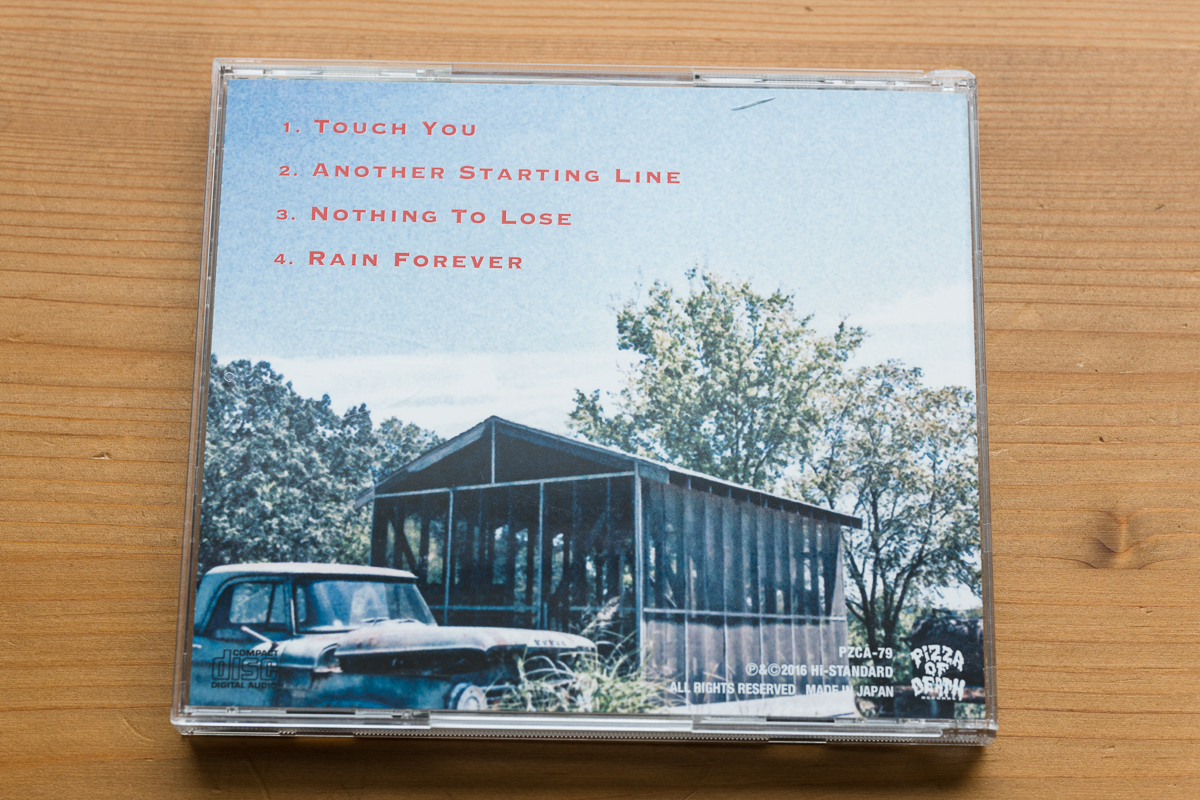 1. TOUCH YOU
2. ANOTHER STARTING LINE
3. NOTHING TO LOSE
4. RAIN FOREVER
COMPACT
disc
DIGITAL AUDIO
PZCA-79
℗&©2016 Hi-STANDARD
ALL RIGHTS RESERVED MADE IN JAPAN
PIZZA
OF
DEATH